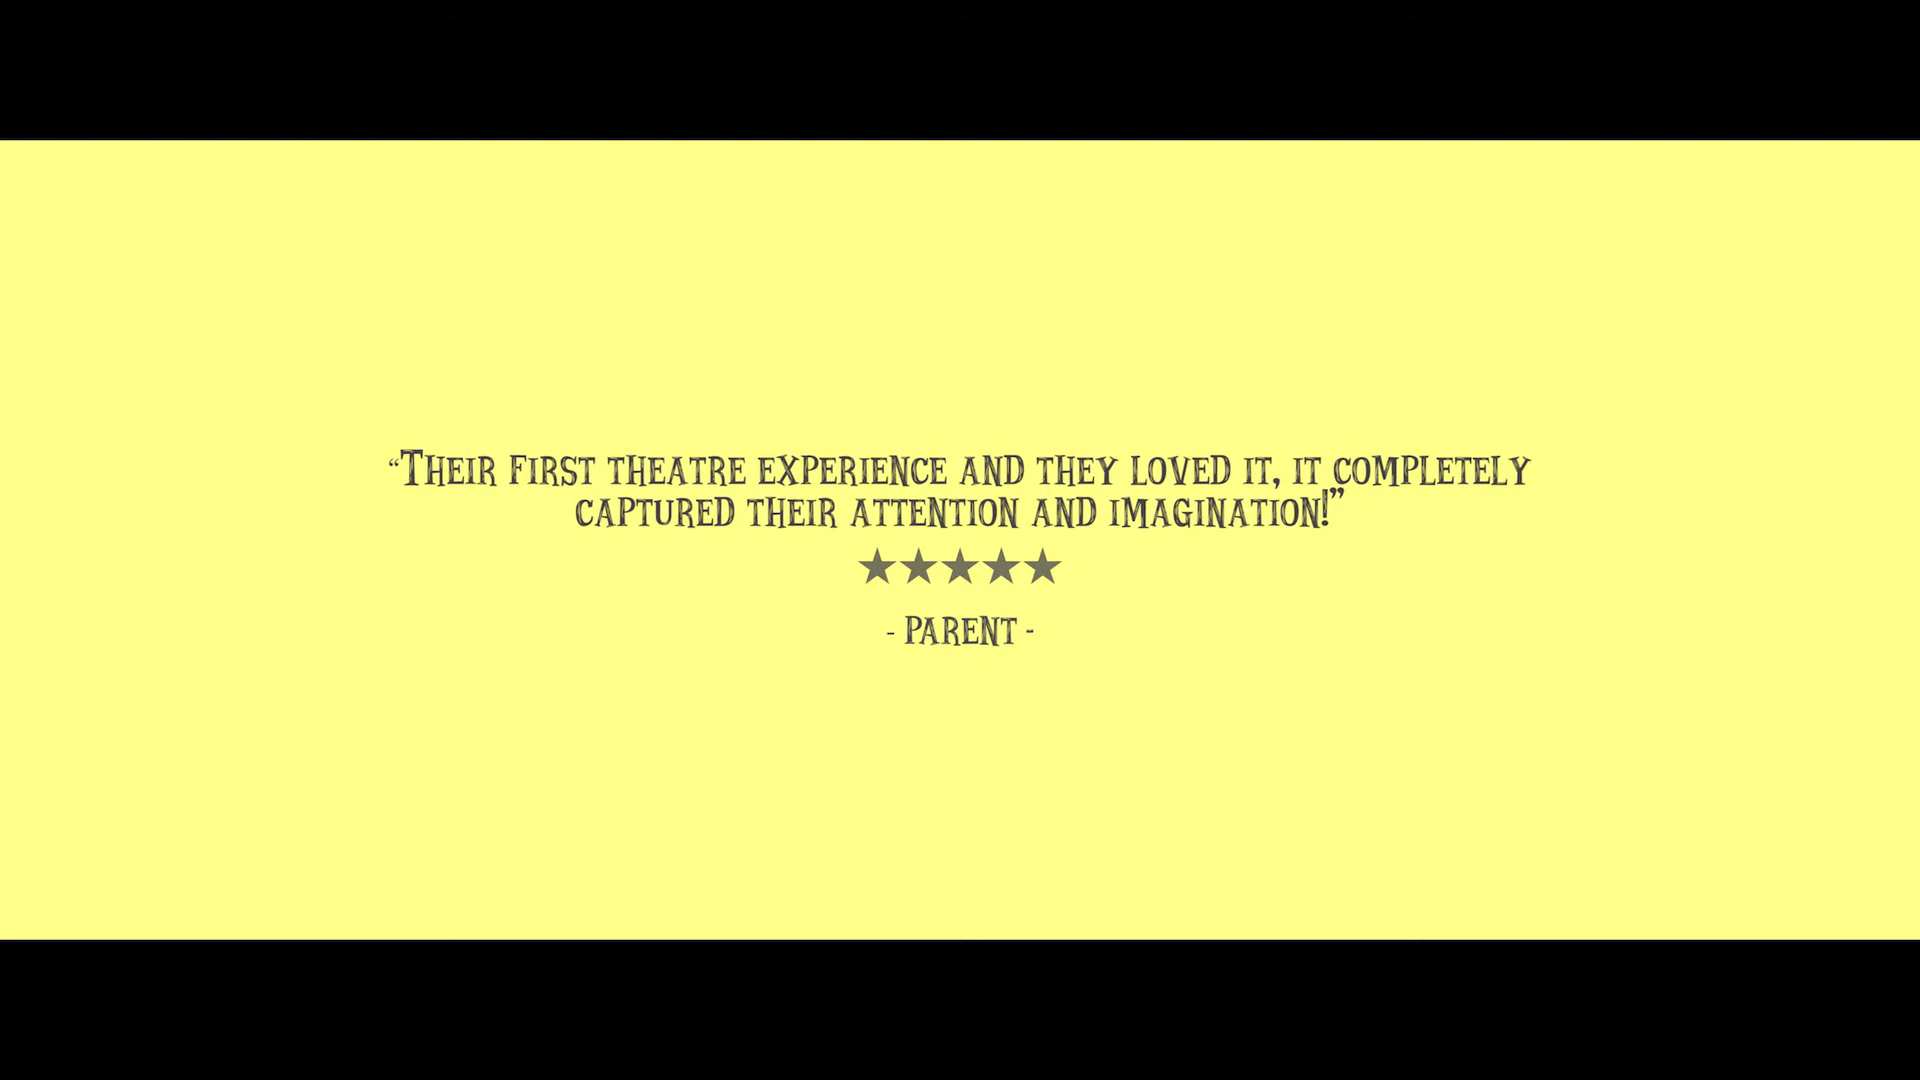 “Their first theatre experience and they loved it, it completely
captured their attention and imagination!”
★★★★★
- Parent -